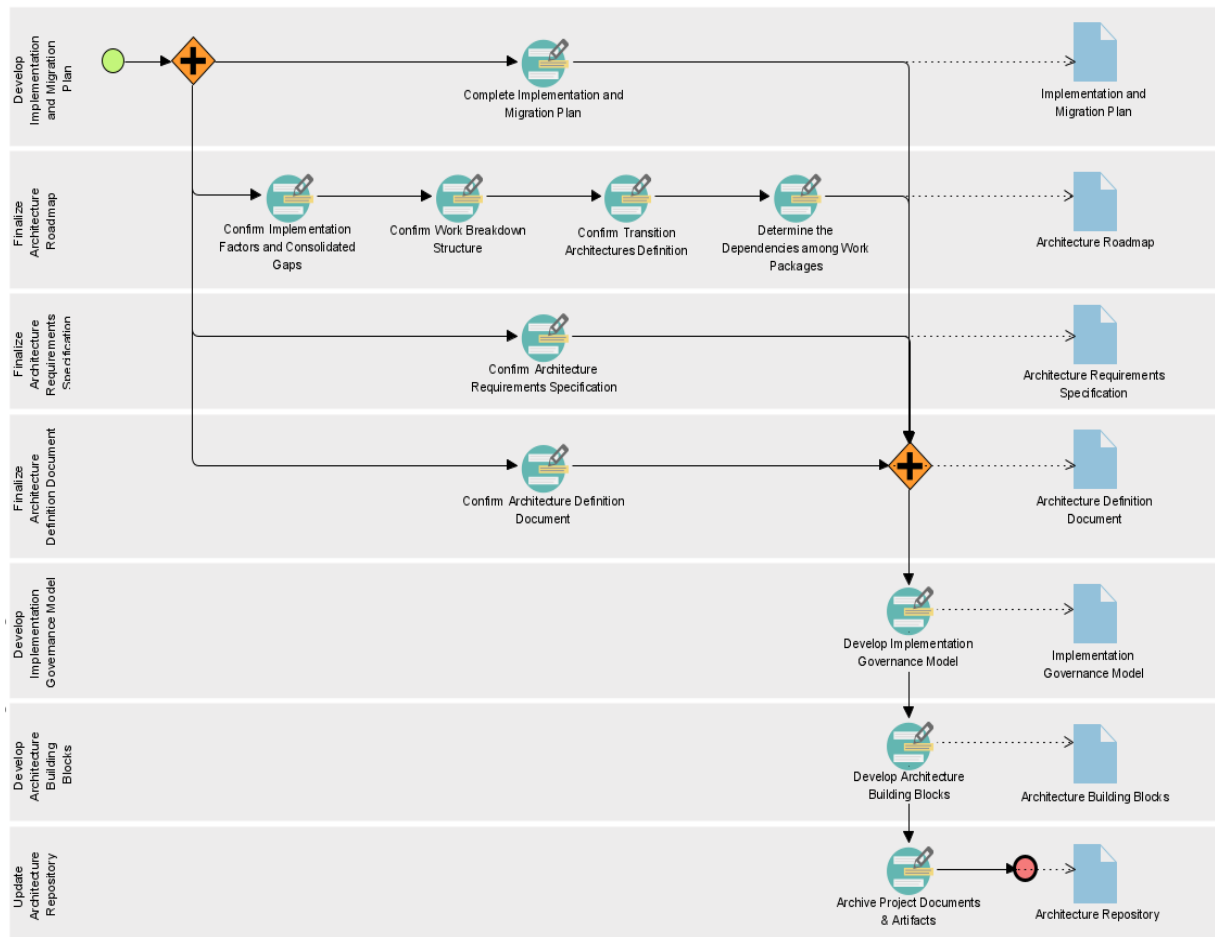 Develop
Implementation
and Migration
Plan
Complete Implementation and
Migration Plan
Implementation and
Migration Plan
Finalize
Architecture
Roadmap
Confirm Implementation
Factors and Consolidated
Gaps
Confirm Work Breakdown
Structure
Confirm Transition
Architectures Definition
Determine the
Dependencies among Work
Packages
Architecture Roadmap
Finalize
Architecture
Requirements
Specification
Confirm Architecture
Requirements Specification
Architecture Requirements
Specification
Finalize
Architecture
Definition Document
Confirm Architecture Definition
Document
Architecture Definition
Document
Develop
Implementation
Governance Model
Develop Implementation
Governance Model
Implementation
Governance Model
Develop
Architecture
Building
Blocks
Develop Architecture
Building Blocks
Architecture Building Blocks
Update
Architecture
Repository
Archive Project Documents
& Artifacts
Architecture Repository